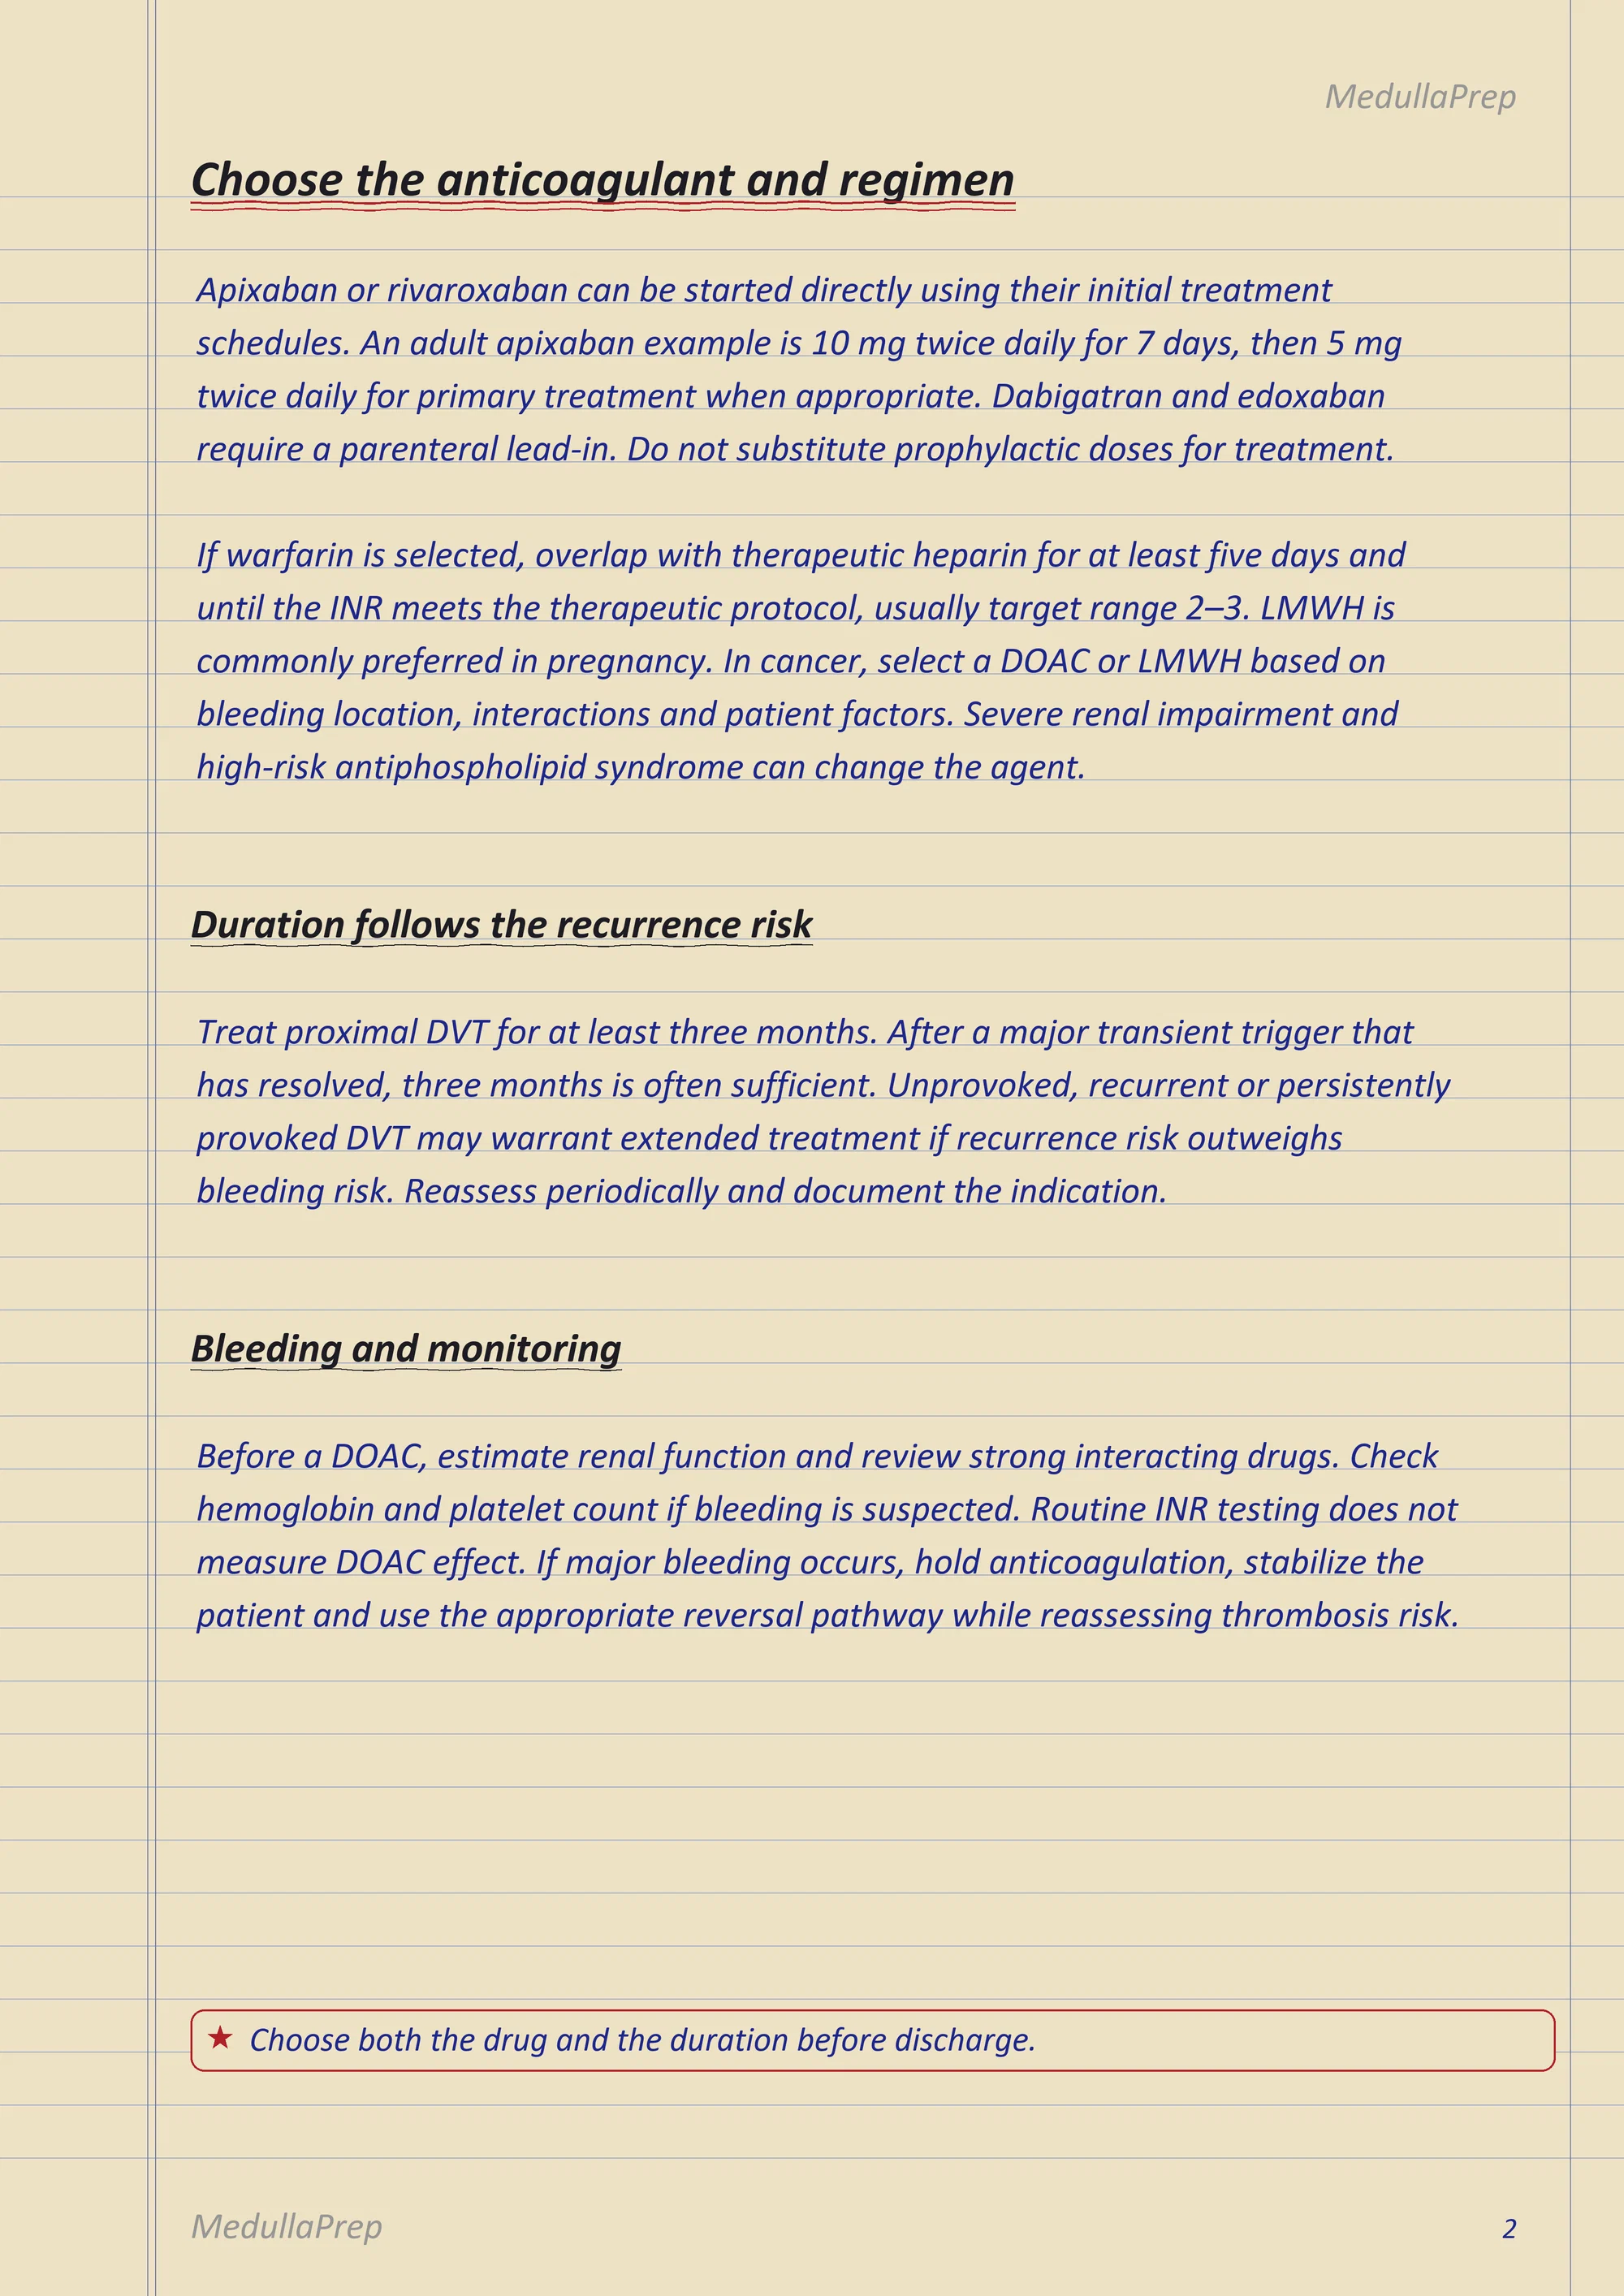 MedullaPrep
Choose the anticoagulant and regimen
Apixaban or rivaroxaban can be started directly using their initial treatment
schedules. An adult apixaban example is 10 mg twice daily for 7 days, then 5 mg
twice daily for primary treatment when appropriate. Dabigatran and edoxaban
require a parenteral lead-in. Do not substitute prophylactic doses for treatment.
If warfarin is selected, overlap with therapeutic heparin for at least five days and
until the INR meets the therapeutic protocol, usually target range 2–3. LMWH is
commonly preferred in pregnancy. In cancer, select a DOAC or LMWH based on
bleeding location, interactions and patient factors. Severe renal impairment and
high-risk antiphospholipid syndrome can change the agent.
Duration follows the recurrence risk
Treat proximal DVT for at least three months. After a major transient trigger that
has resolved, three months is often sufficient. Unprovoked, recurrent or persistently
provoked DVT may warrant extended treatment if recurrence risk outweighs
bleeding risk. Reassess periodically and document the indication.
Bleeding and monitoring
Before a DOAC, estimate renal function and review strong interacting drugs. Check
hemoglobin and platelet count if bleeding is suspected. Routine INR testing does not
measure DOAC effect. If major bleeding occurs, hold anticoagulation, stabilize the
patient and use the appropriate reversal pathway while reassessing thrombosis risk.
★ Choose both the drug and the duration before discharge.
MedullaPrep
2